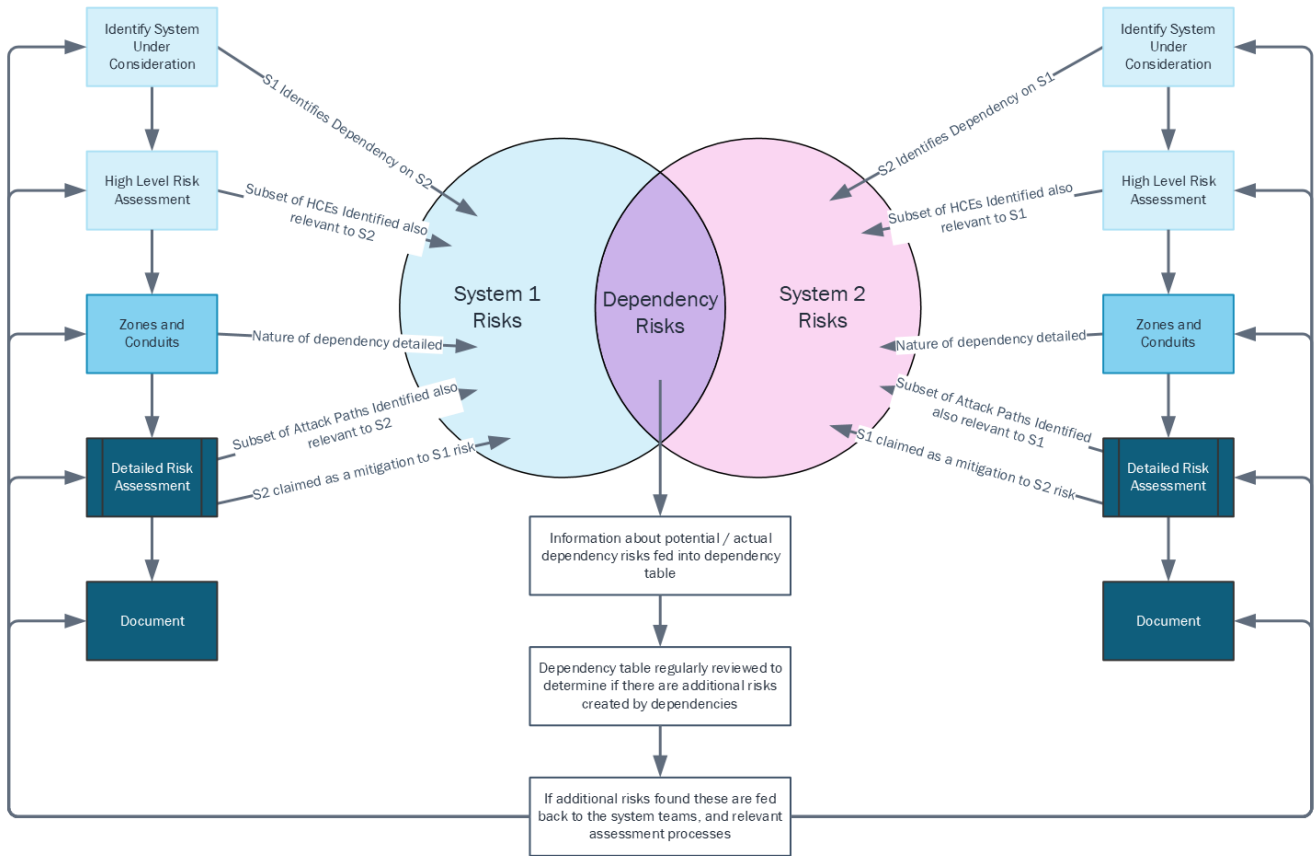 Identify System
Under
Consideration
High Level Risk
Assessment
Zones and
Conduits
Detailed Risk
Assessment
Document
S1 Identifies Dependency on S2
Subset of HCEs Identified also
relevant to S2
Nature of dependency detailed
Subset of Attack Paths Identified also
relevant to S2
S2 claimed as a mitigation to S1 risk
System 1
Risks
Dependency
Risks
System 2
Risks
Information about potential / actual
dependency risks fed into dependency
table
Dependency table regularly reviewed to
determine if there are additional risks
created by dependencies
If additional risks found these are fed
back to the system teams, and relevant
assessment processes
S2 Identifies Dependency on S1
Subset of HCEs Identified also
relevant to S1
Nature of dependency detailed
Subset of Attack Paths Identified
also relevant to S1
S1 claimed as a mitigation to S2 risk
Identify System
Under
Consideration
High Level Risk
Assessment
Zones and
Conduits
Detailed Risk
Assessment
Document